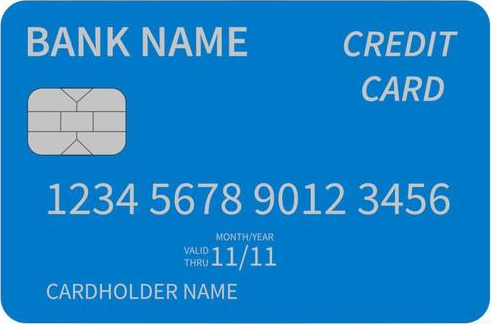 BANK NAME
CREDIT
CARD
1234 5678 9012 3456
MONTH/YEAR
VALID
THRU 11/11
CARDHOLDER NAME